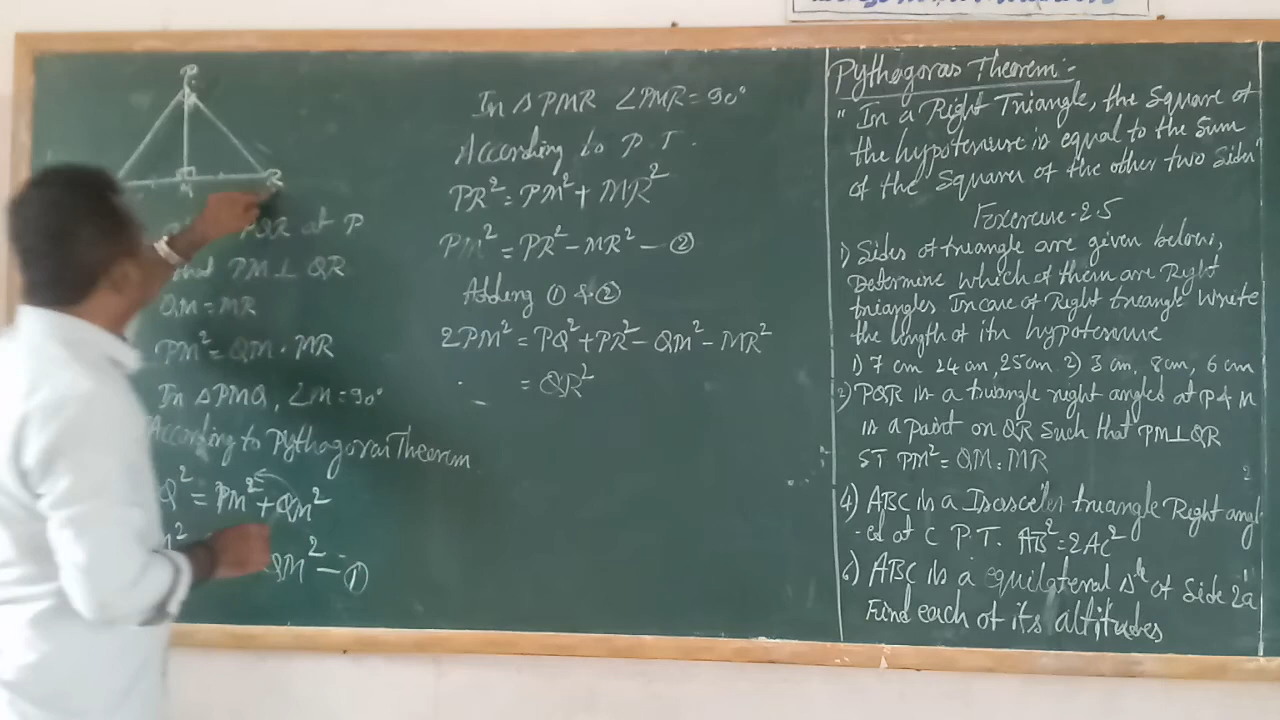 P
R
M
PQR at P
that PM⊥ QR
QM = MR
PM² = QM . MR
In △PMQ, ∠M = 90°
According to Pythagoras Theorem
Q² = PM² + QM²
QM² – ①
In △ PMR ∠PMR = 90°
According to P T.
PR² = PM² + MR²
PM² = PR² – MR² – ②
Adding ① & ②
2PM² = PQ² + PR² – QM² – MR²
= QR²
Pythogoras Theorem :-
"In a Right Triangle, the Square of
the hypotenuse is equal to the Sum
of the Squares of the other two Sides"
Exercise - 2.5
1) Sides of triangle are given below,
Determine which of them are Right
triangles In case of Right triangle write
the length of its hypotenuse
1) 7 cm 24 cm, 25cm 2) 3 cm, 8cm, 6 cm
2) PQR is a triangle right angled at P & M
is a point on QR Such that PM⊥QR
ST PM² = QM . MR
4) ABC is a Isosceles triangle Right angl
-ed at C P.T. AB² = 2AC²
6) ABC is a equilateral △le of Side 2a
Find each of its altitudes